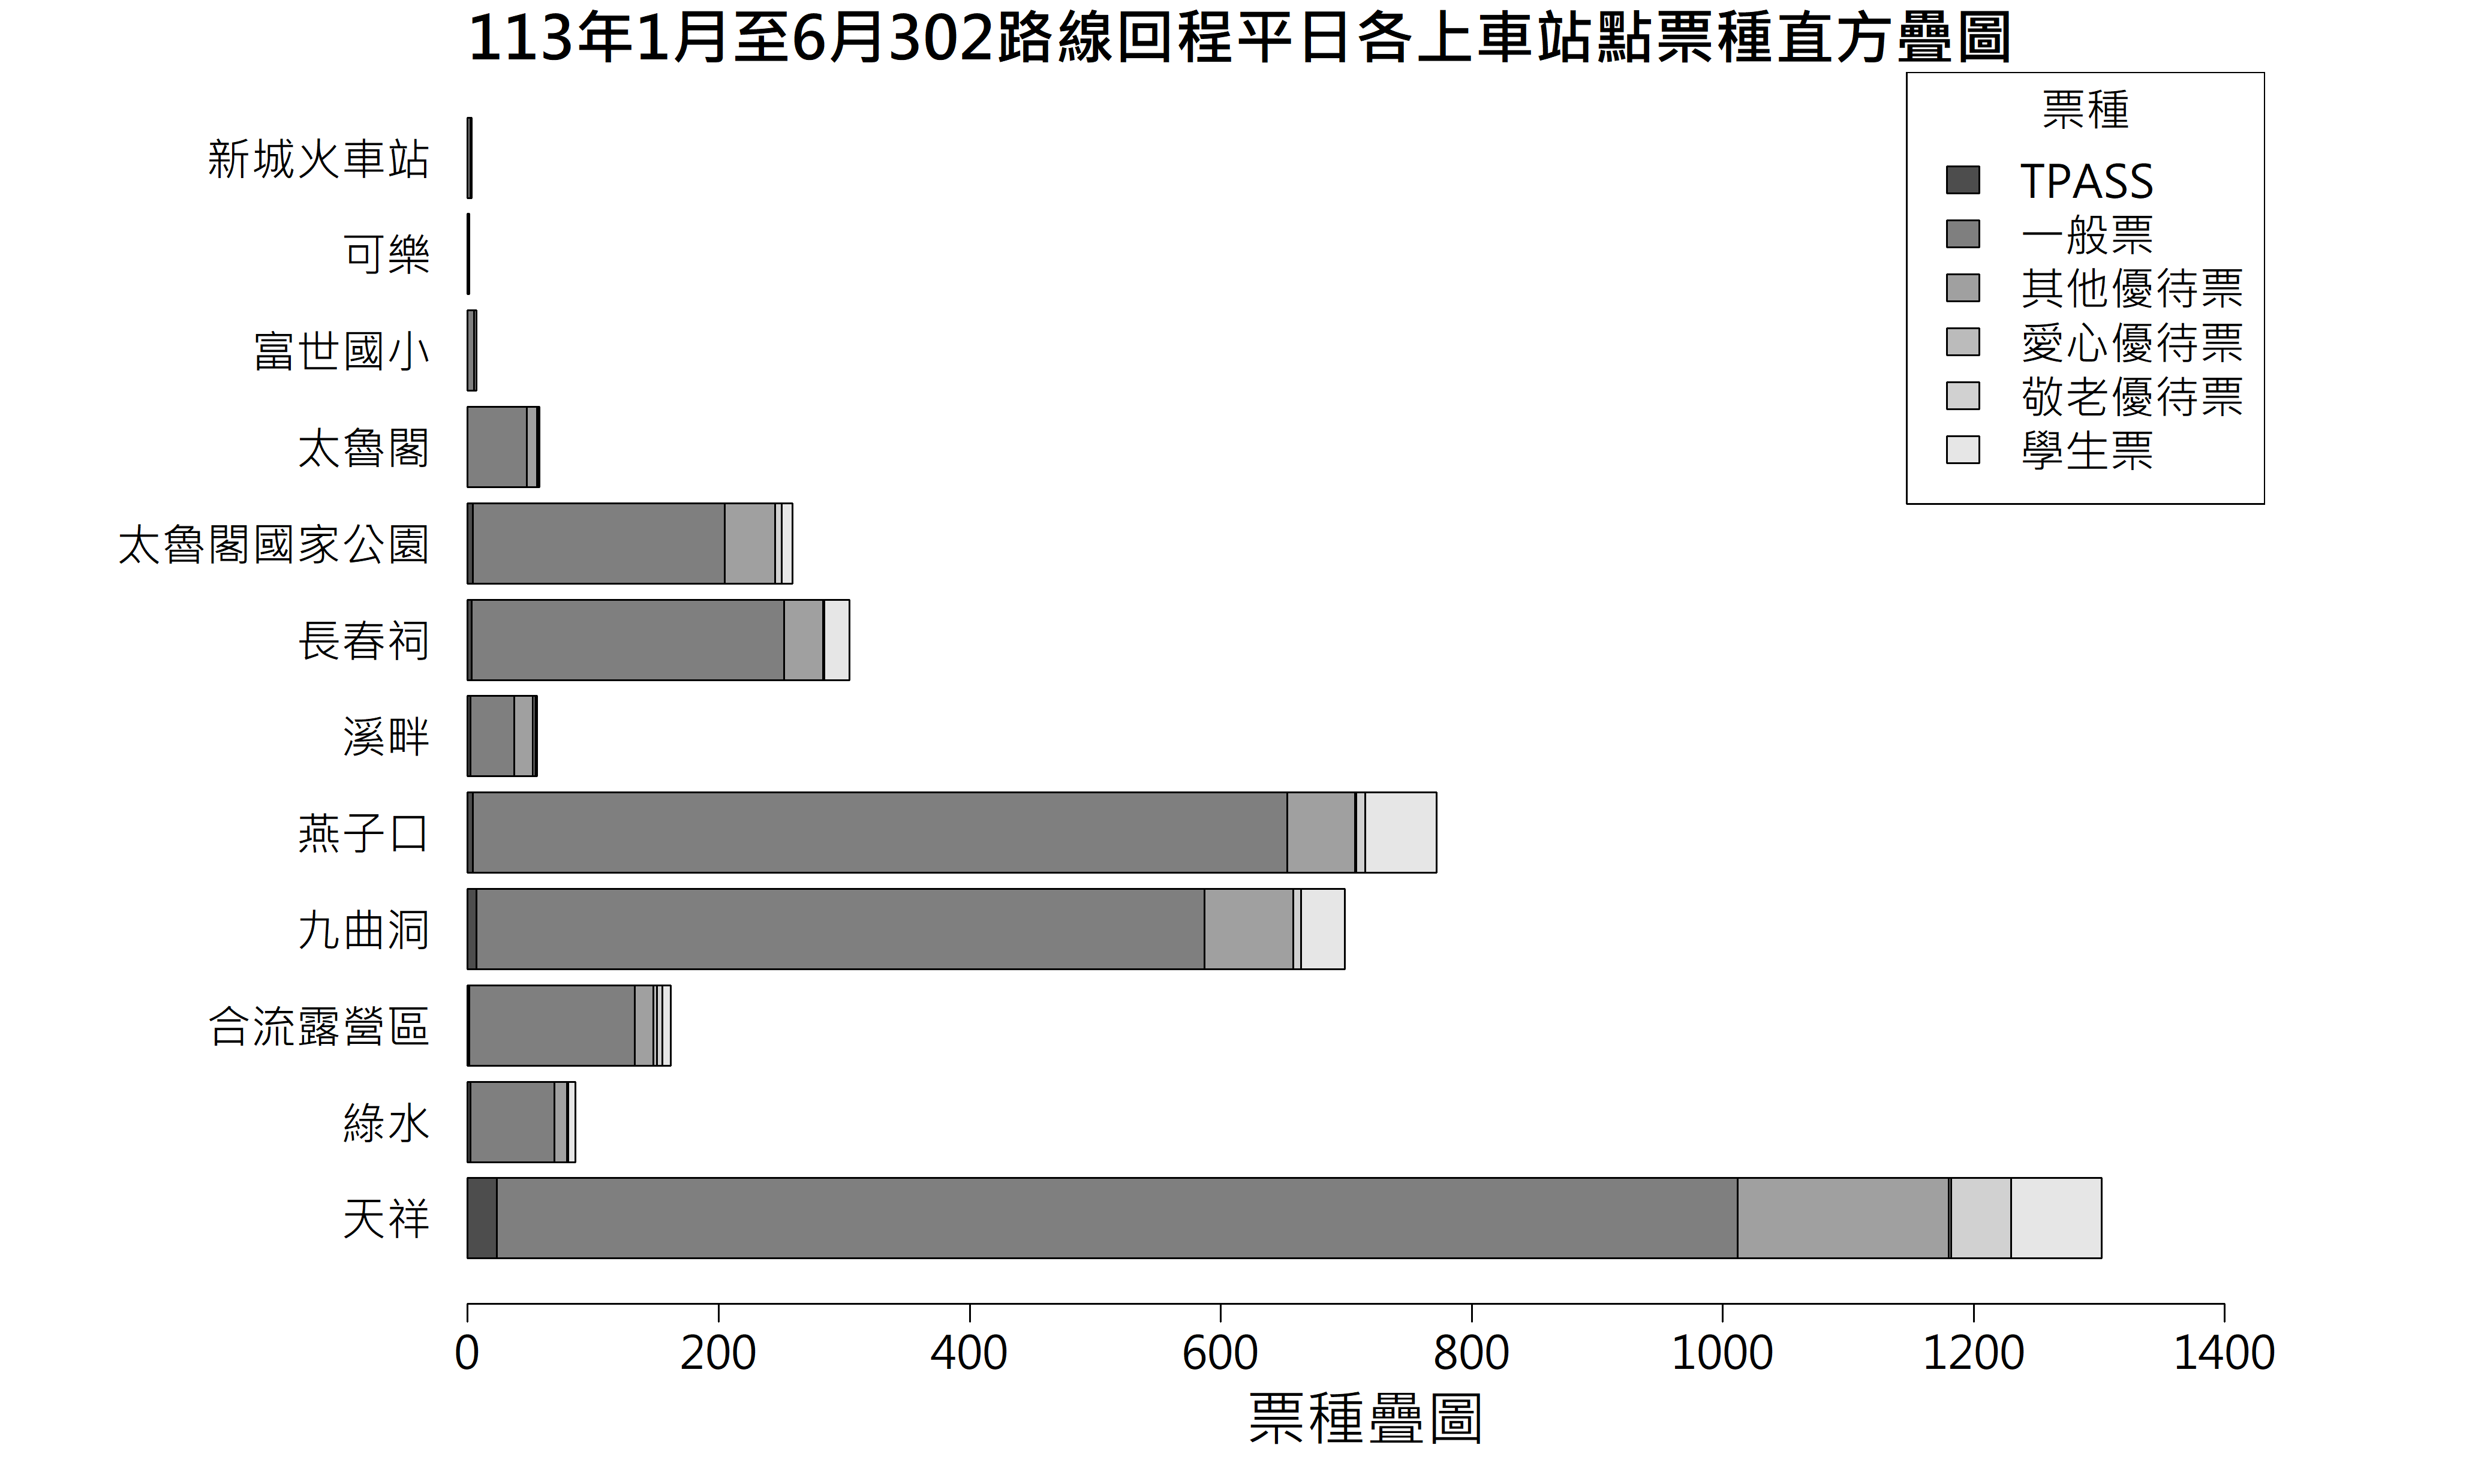 113年1月至6月302路線回程平日各上車站點票種直方疊圖
票種
TPASS
一般票
其他優待票
愛心優待票
敬老優待票
學生票
新城火車站
可樂
富世國小
太魯閣
太魯閣國家公園
長春祠
溪畔
燕子口
九曲洞
合流露營區
綠水
天祥
0 200 400 600 800 1000 1200 1400
票種疊圖